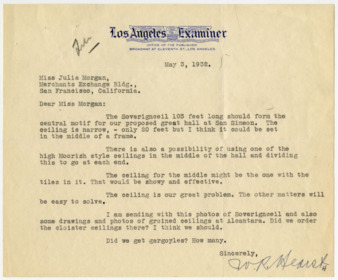 Los Angeles Examiner
OFFICE OF THE PUBLISHER
BROADWAY AT ELEVENTH ST., LOS ANGELES
May 3, 1932.
Miss Julia Morgan,
Merchants Exchange Bldg.,
San Francisco, California.
Dear Miss Morgan:
The Soverignceil 103 feet long should form the
central motif for our proposed great hall at San Simeon. The
ceiling is narrow, - only 20 feet but I think it could be set
in the middle of a frame.
There is also a possibility of using one of the
high Moorish style ceilings in the middle of the hall and dividing
this to go at each end.
The ceiling for the middle might be the one with the
tiles in it. That would be showy and effective.
The ceiling is our great problem. The other matters will
be easy to solve.
I am sending with this photos of Soverignceil and also
some drawings and photos of groined ceilings at Alcantara. Did we order
the cloister ceilings there? I think we should.
Did we get gargoyles? How many.
Sincerely,
W. R. Hearst